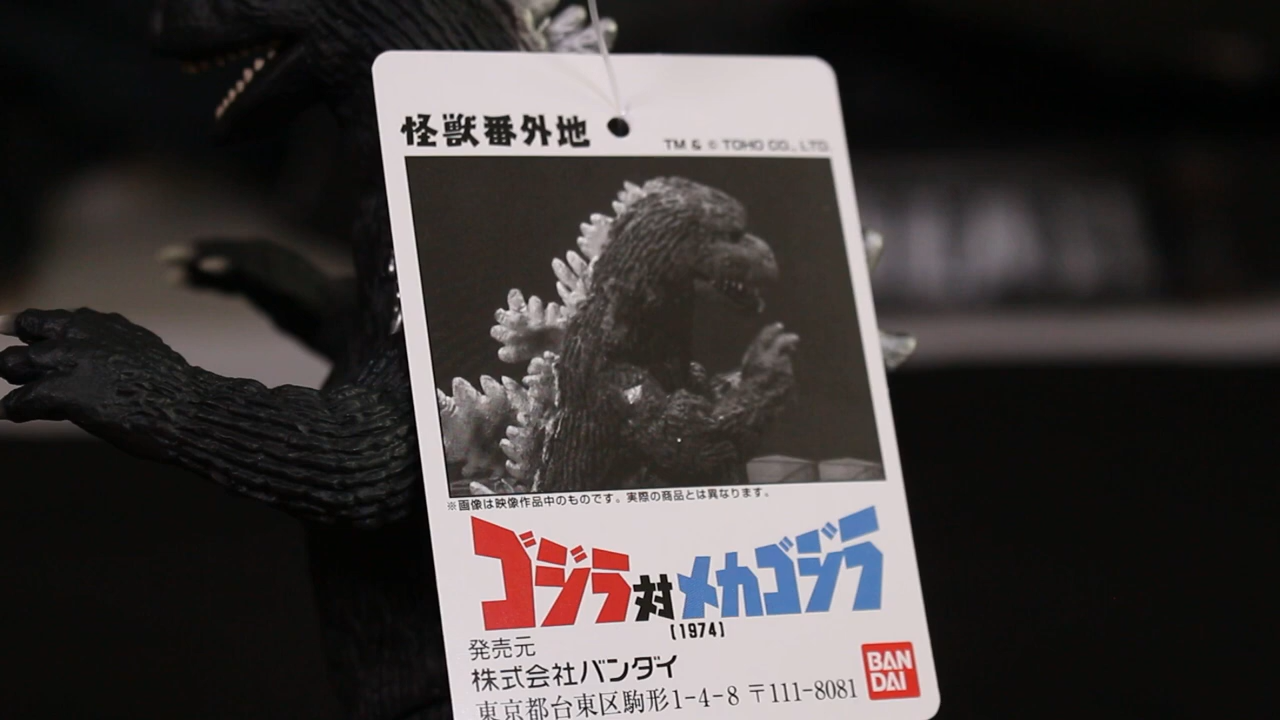 怪獣番外地
TM & © TOHO CO., LTD.
※画像は映像作品中のものです。実際の商品とは異なります。
ゴジラ対メカゴジラ
[1974]
発売元
株式会社バンダイ
東京都台東区駒形1-4-8 〒111-8081
BAN
DAI